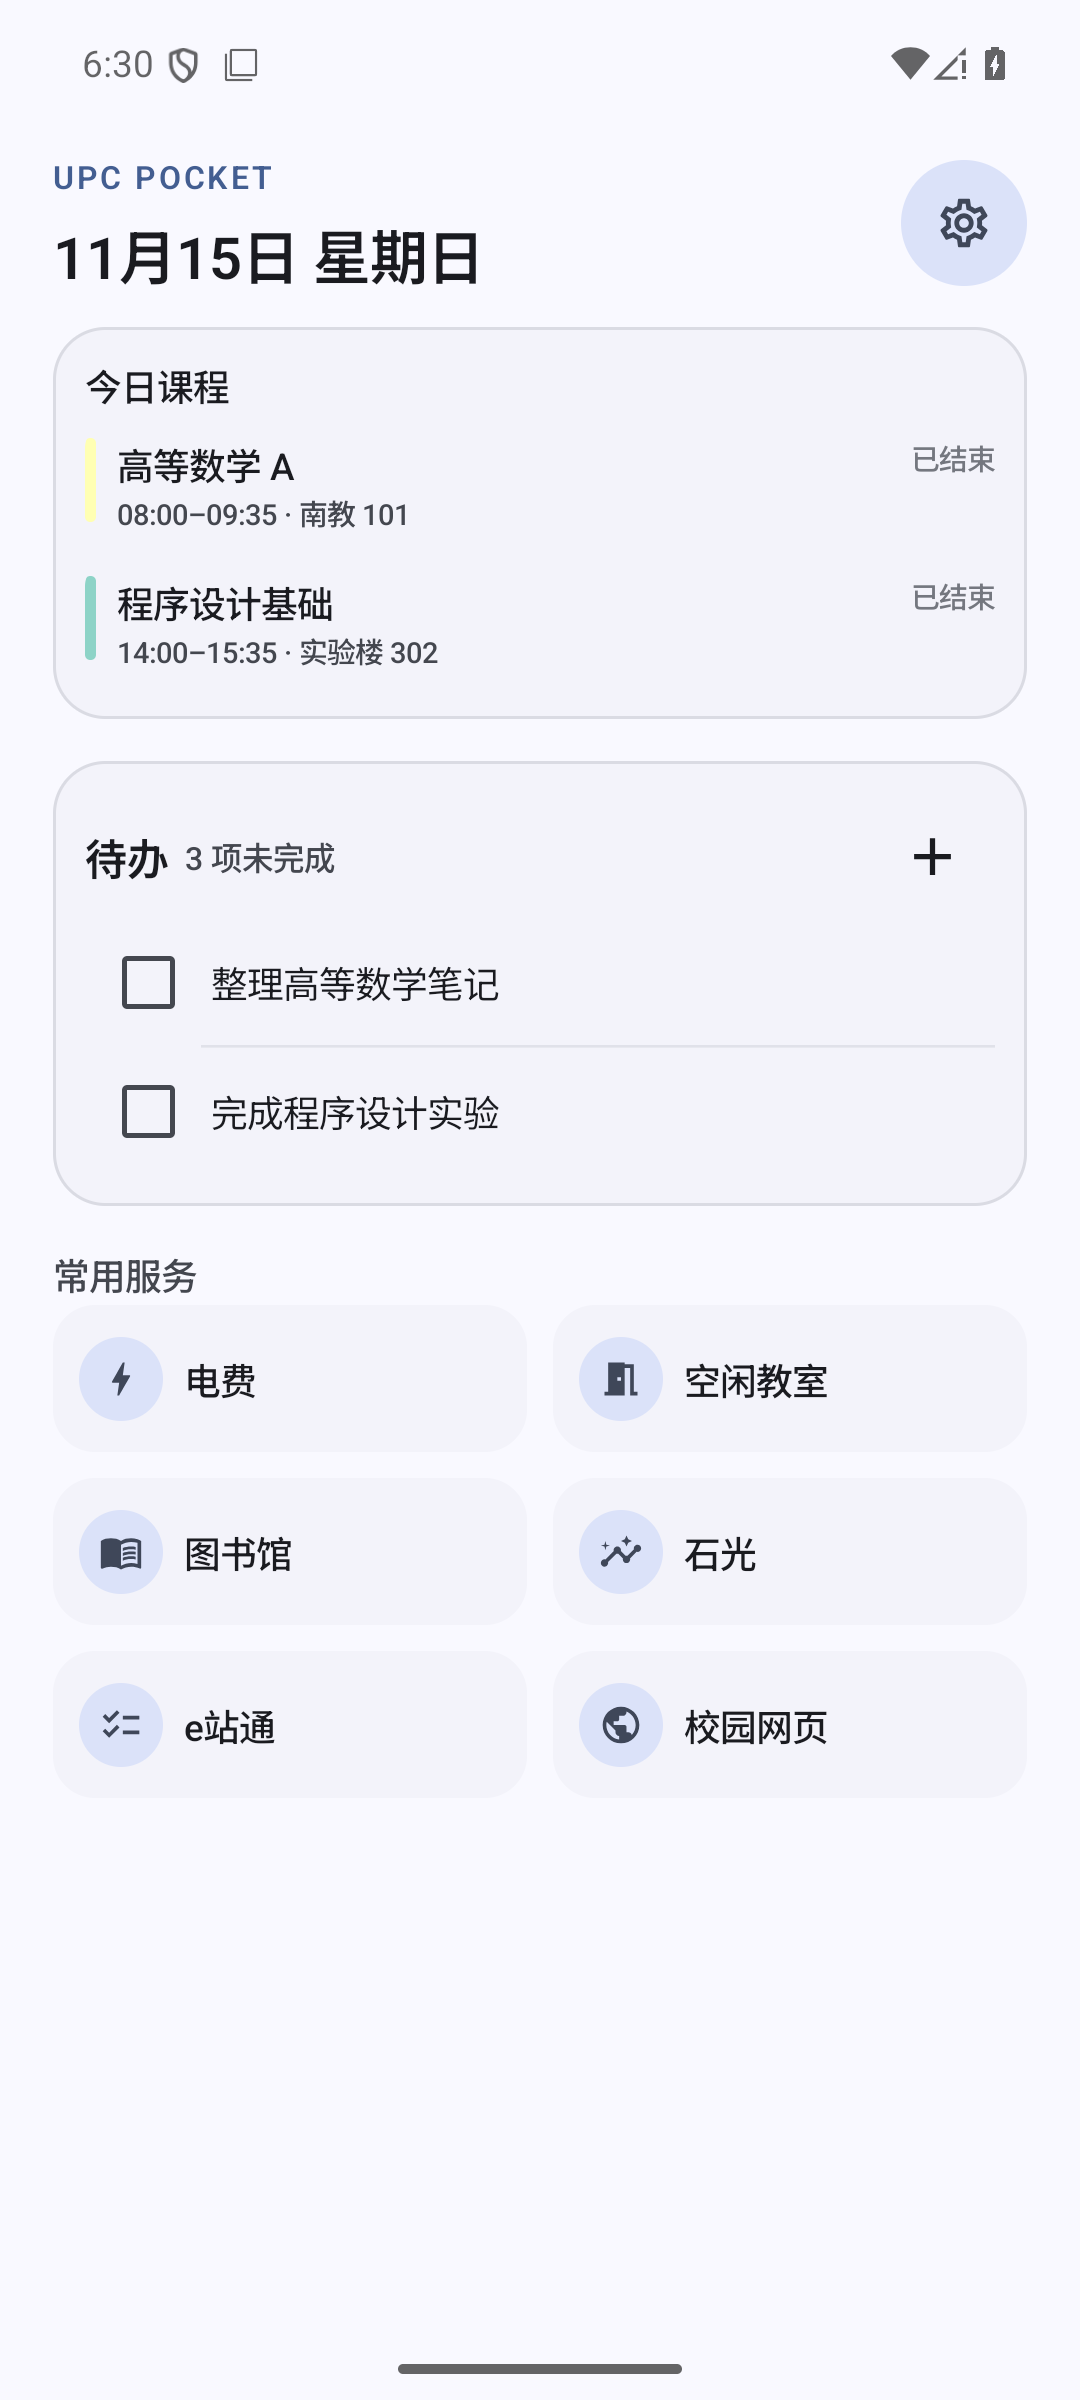 6:30
UPC POCKET
11月15日 星期日
今日课程
高等数学 A
已结束
08:00–09:35 · 南教 101
程序设计基础
已结束
14:00–15:35 · 实验楼 302
待办 3 项未完成
整理高等数学笔记
完成程序设计实验
常用服务
电费
空闲教室
图书馆
石光
e站通
校园网页